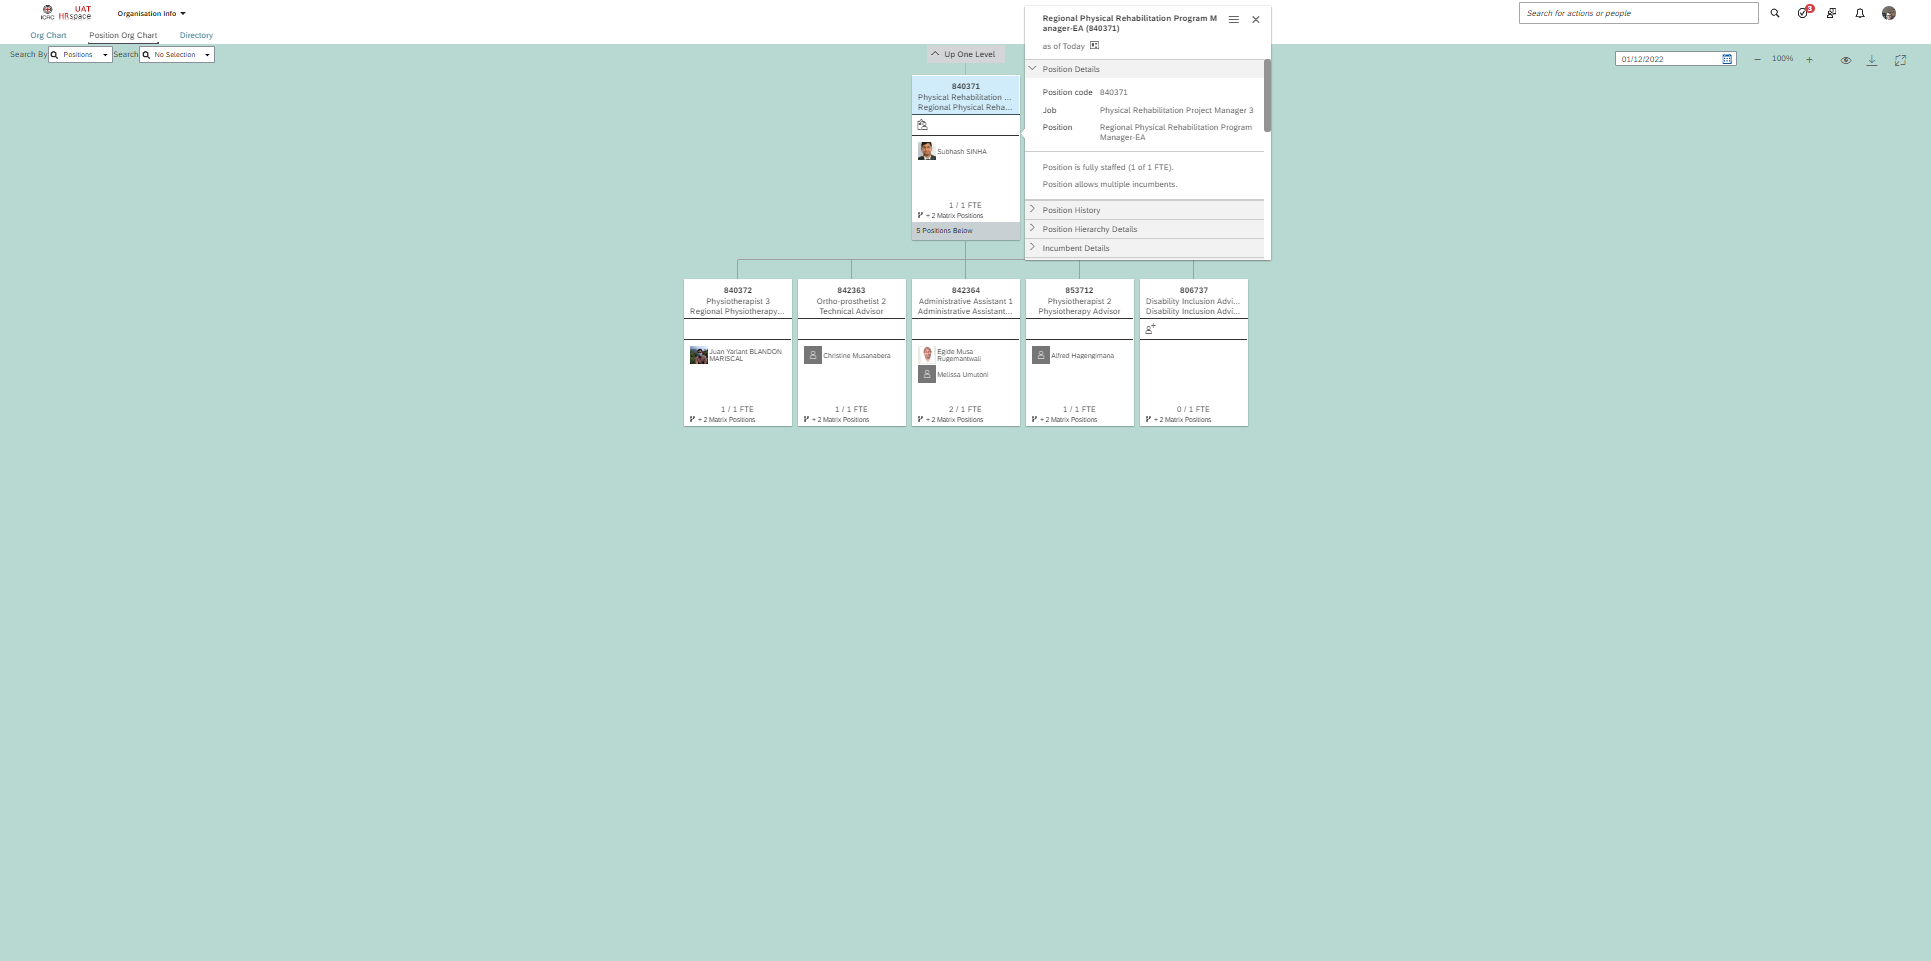 ICRC
UAT
HRspace
Organisation Info
Search for actions or people
3
Org Chart
Position Org Chart
Directory
Search By
Positions
Search
No Selection
Up One Level
01/12/2022
100%
840371
Physical Rehabilitation ...
Regional Physical Reha...
Subhash SINHA
1 / 1 FTE
+ 2 Matrix Positions
5 Positions Below
Regional Physical Rehabilitation Program M
anager-EA (840371)
as of Today
Position Details
Position code 840371
Job Physical Rehabilitation Project Manager 3
Position Regional Physical Rehabilitation Program
Manager-EA
Position is fully staffed (1 of 1 FTE).
Position allows multiple incumbents.
Position History
Position Hierarchy Details
Incumbent Details
840372
Physiotherapist 3
Regional Physiotherapy...
Juan Yariant BLANDON
MARISCAL
1 / 1 FTE
+ 2 Matrix Positions
842363
Ortho-prosthetist 2
Technical Advisor
Christine Musanabera
1 / 1 FTE
+ 2 Matrix Positions
842364
Administrative Assistant 1
Administrative Assistant...
Egide Musa
Rugemantwali
Melissa Umutoni
2 / 1 FTE
+ 2 Matrix Positions
853712
Physiotherapist 2
Physiotherapy Advisor
Alfred Hagengimana
1 / 1 FTE
+ 2 Matrix Positions
806737
Disability Inclusion Advi...
Disability Inclusion Advi...
0 / 1 FTE
+ 2 Matrix Positions